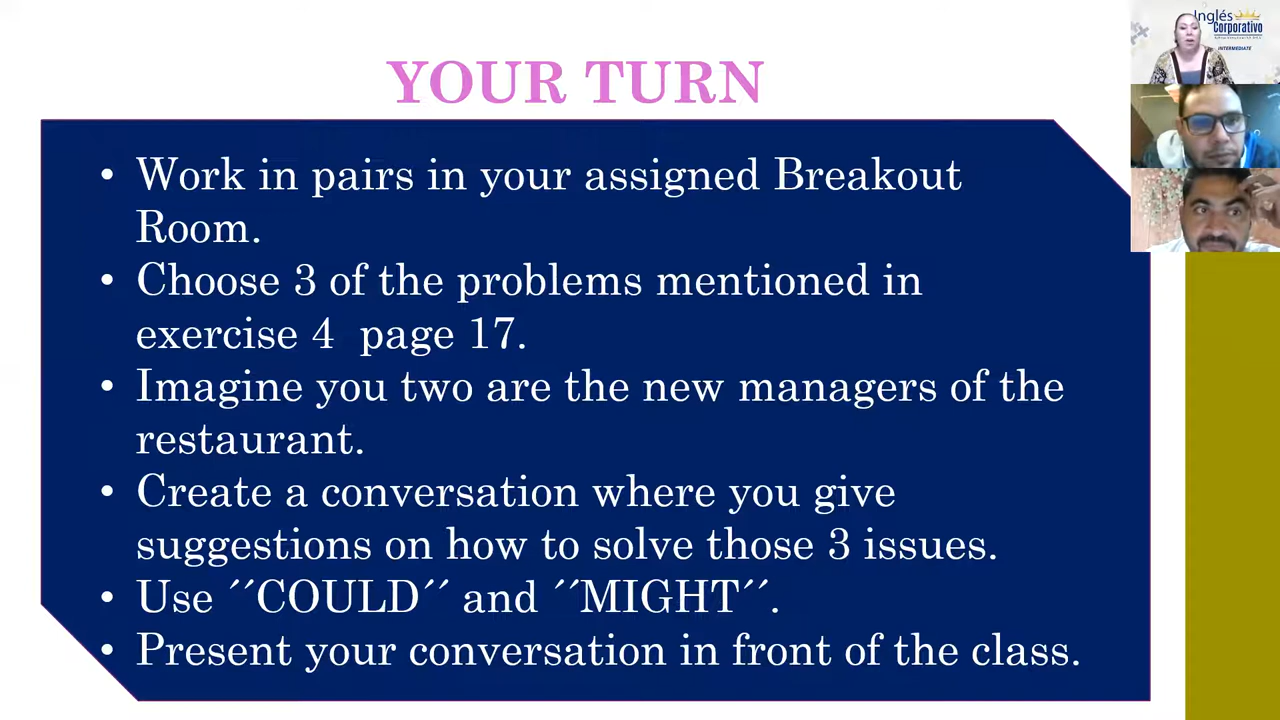 YOUR TURN
• Work in pairs in your assigned Breakout
Room.
• Choose 3 of the problems mentioned in
exercise 4  page 17.
• Imagine you two are the new managers of the
restaurant.
• Create a conversation where you give
suggestions on how to solve those 3 issues.
• Use ´´COULD´´ and ´´MIGHT´´.
• Present your conversation in front of the class.
Inglés
Corporativo
INTERMEDIATE